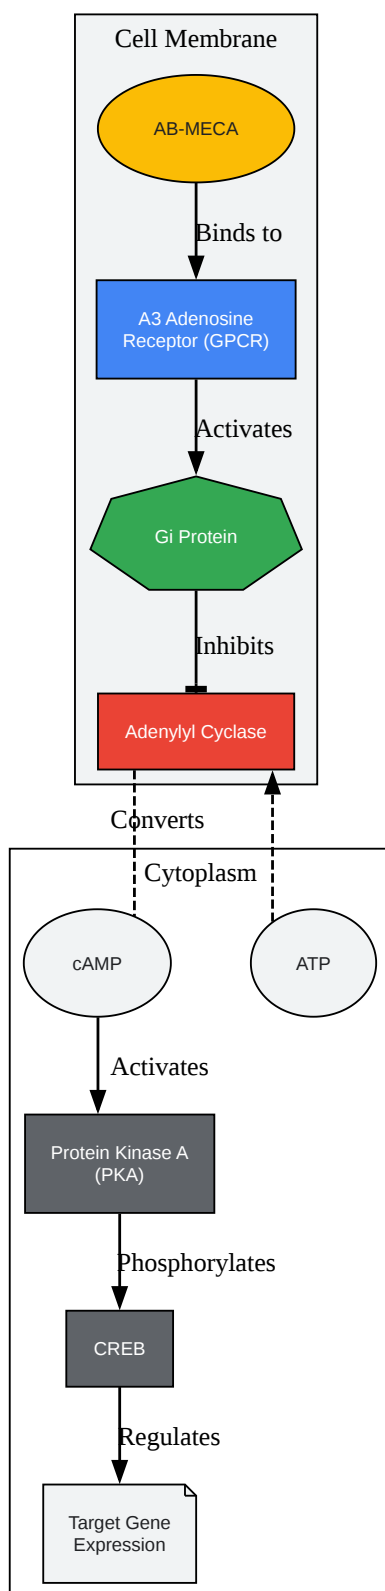 Cell Membrane
AB-MECA
Binds to
A3 Adenosine
Receptor (GPCR)
Activates
Gi Protein
Inhibits
Adenylyl Cyclase
Converts
Cytoplasm
cAMP
ATP
Activates
Protein Kinase A
(PKA)
Phosphorylates
CREB
Regulates
Target Gene
Expression